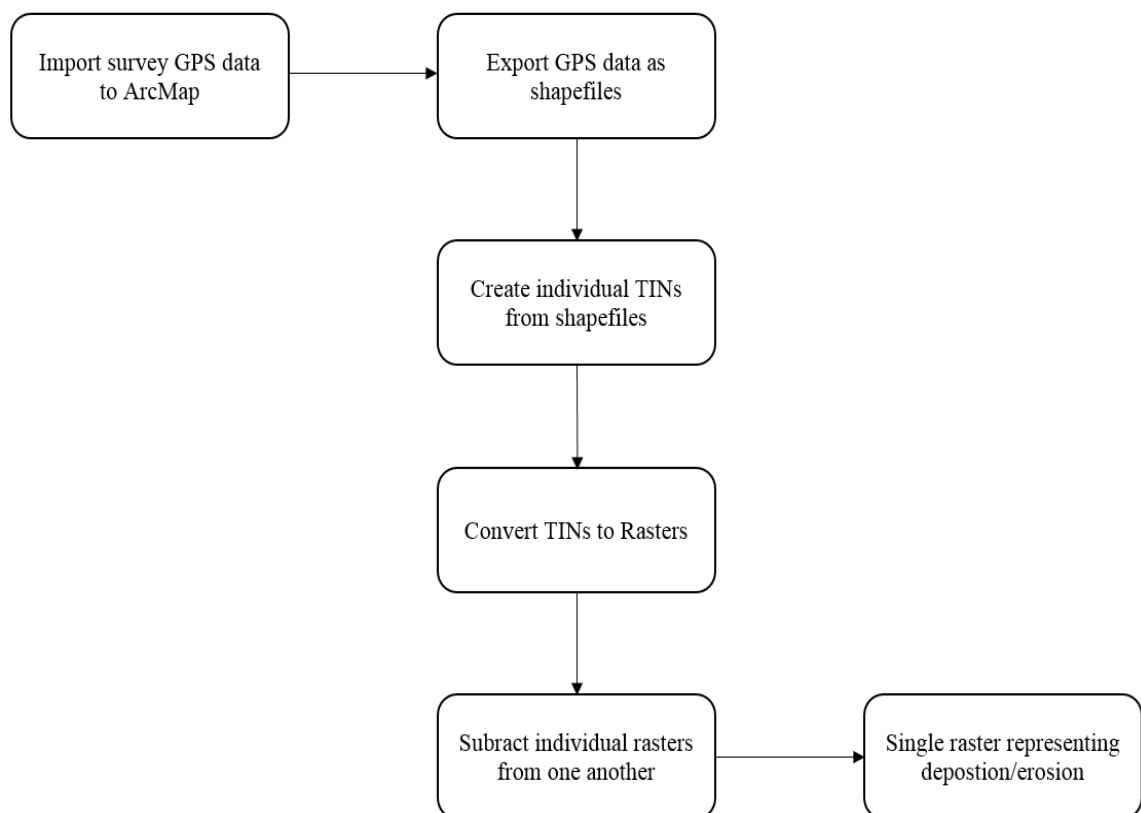 Import survey GPS data
to ArcMap
Export GPS data as
shapefiles
Create individual TINs
from shapefiles
Convert TINs to Rasters
Subract individual rasters
from one another
Single raster representing
depostion/erosion